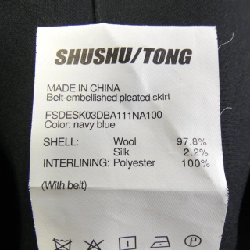 SHUSHU/TONG
MADE IN CHINA
Belt-embellished pleated skirt
FSDESK03DBA111NA100
Color: navy blue
SHELL: Wool 97.8%
Silk 2.2%
INTERLINING: Polyester 100%
(With belt)